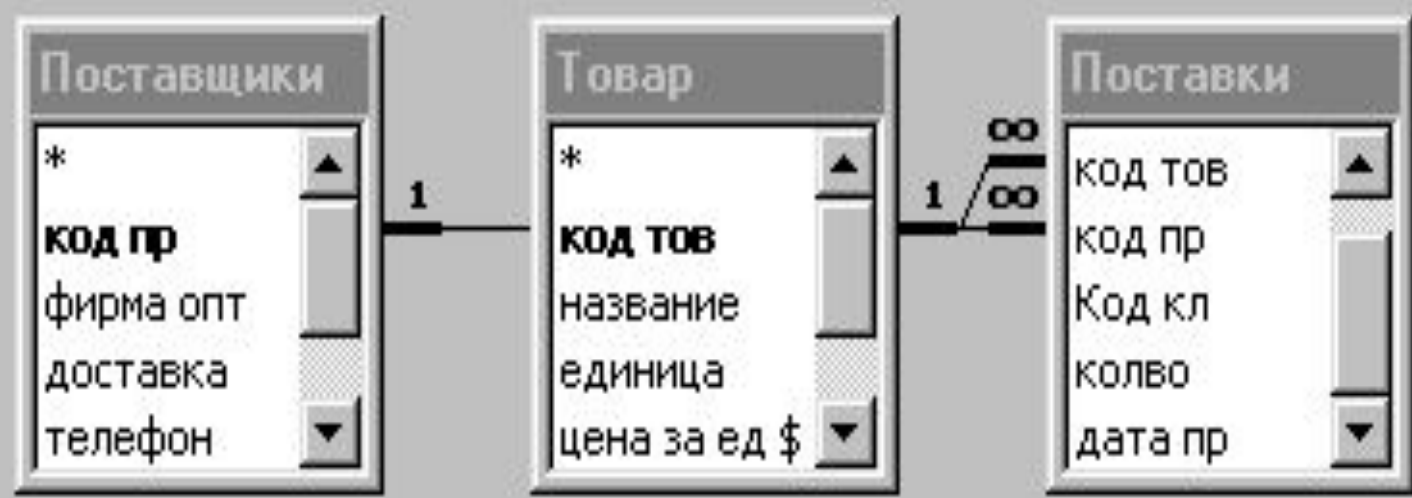 Поставщики
*
код пр
фирма опт
доставка
телефон
1
Товар
*
код тов
название
единица
цена за ед $
1
∞
∞
Поставки
код тов
код пр
Код кл
колво
дата пр